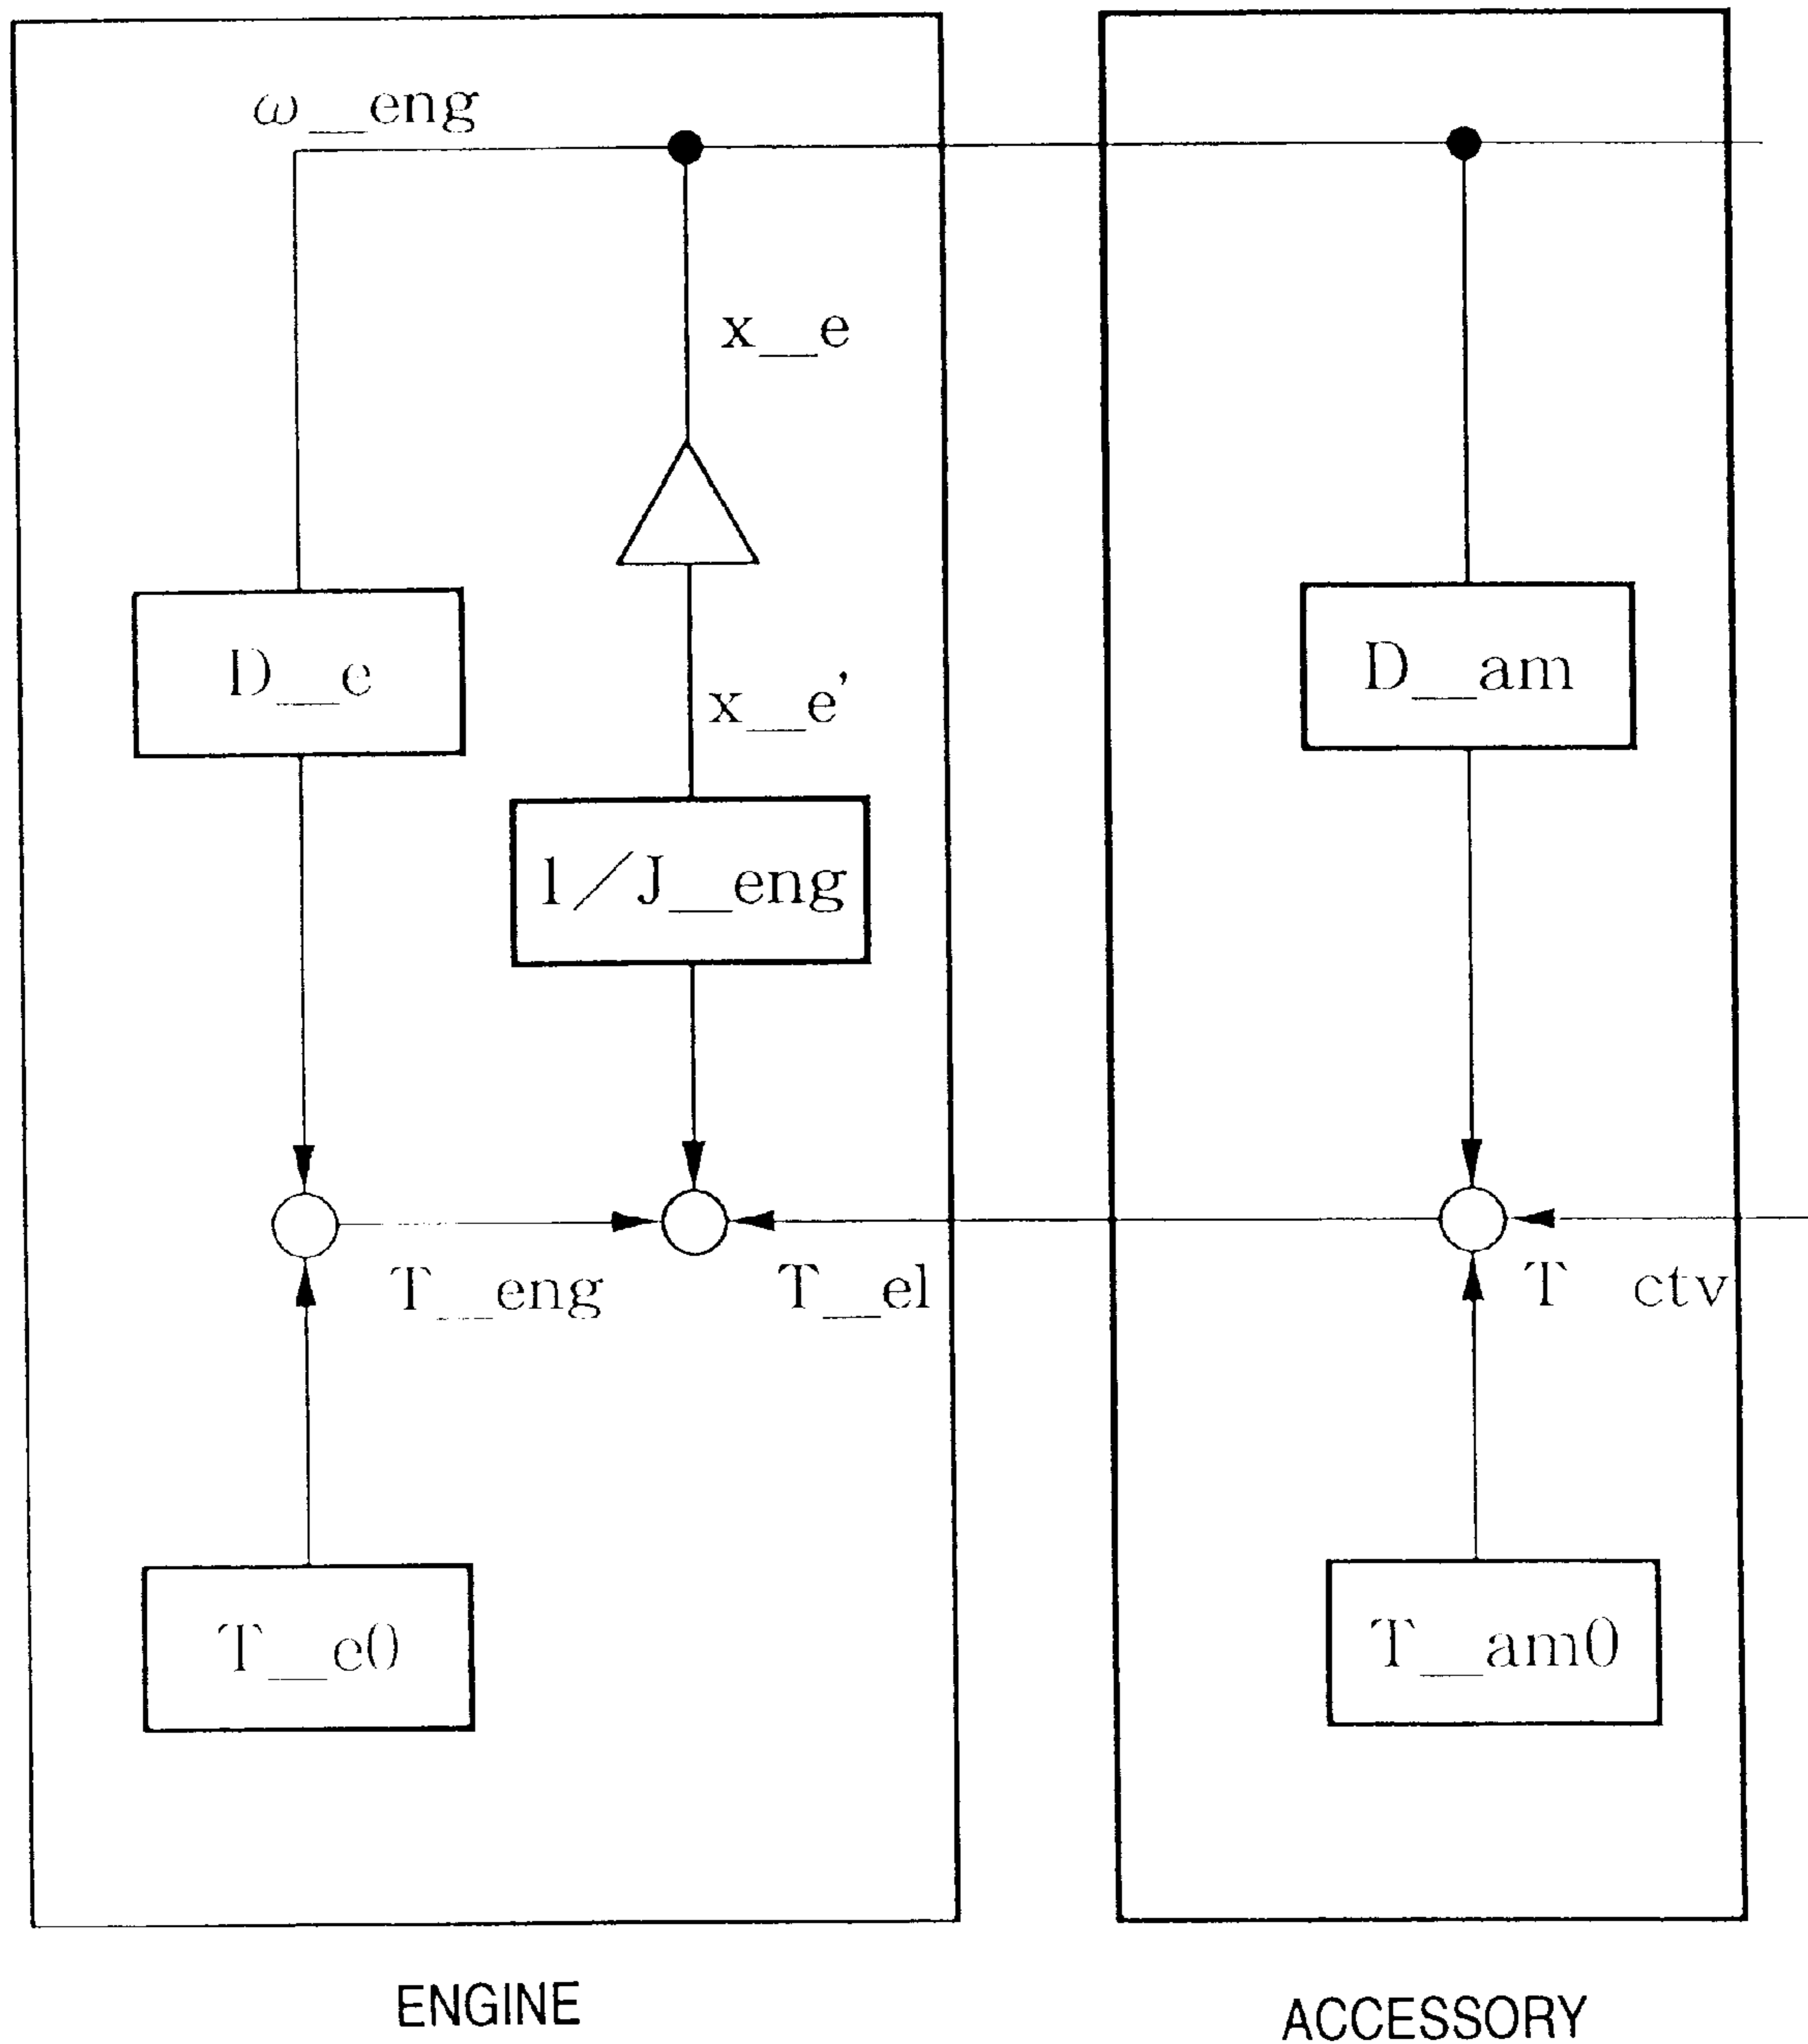 ω__eng
x__e
D__e
D__am
x__e'
1/J__eng
T__eng
T__el
T ctv
T__e0
T__am0
ENGINE
ACCESSORY